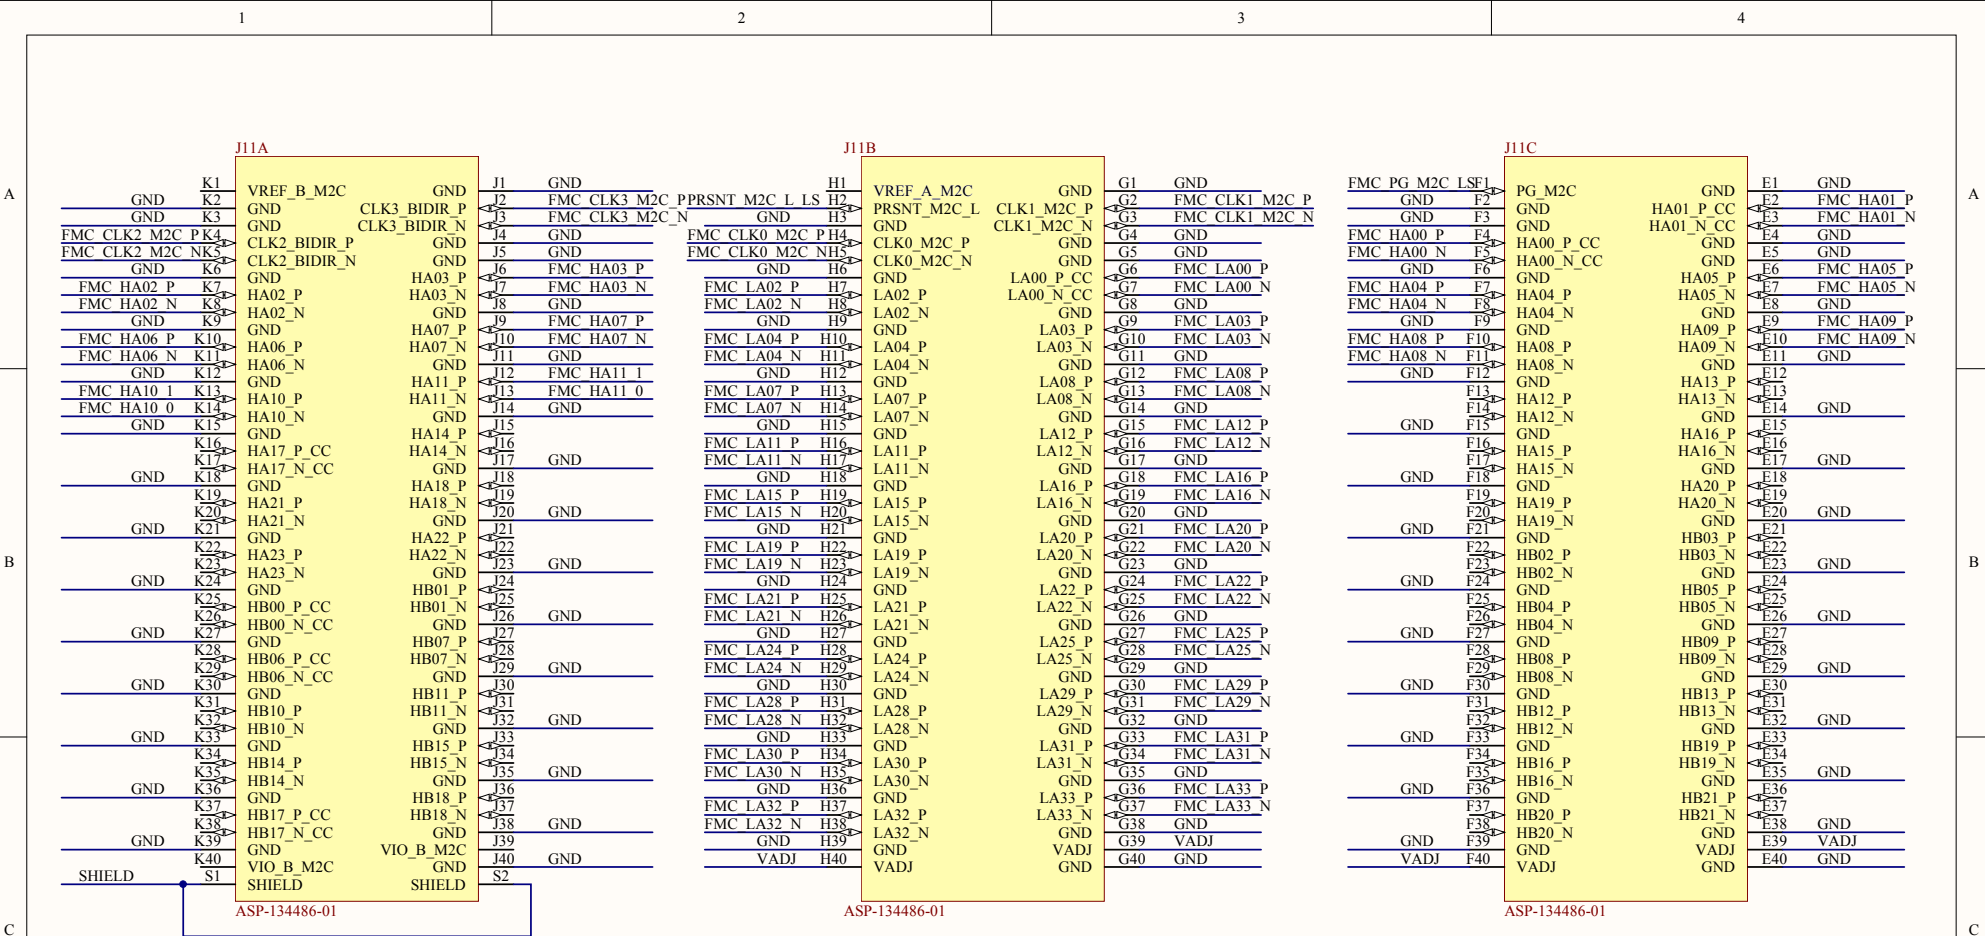 1 2 3 4
A A
J11A
K1 VREF_B_M2C GND J1 GND
GND K2 GND CLK3_BIDIR_P J2 FMC_CLK3_M2C_P
GND K3 GND CLK3_BIDIR_N J3 FMC_CLK3_M2C_N
FMC_CLK2_M2C_P K4 CLK2_BIDIR_P GND J4 GND
FMC_CLK2_M2C_N K5 CLK2_BIDIR_N GND J5 GND
GND K6 GND HA03_P J6 FMC_HA03_P
FMC_HA02_P K7 HA02_P HA03_N J7 FMC_HA03_N
FMC_HA02_N K8 HA02_N GND J8 GND
GND K9 GND HA07_P J9 FMC_HA07_P
FMC_HA06_P K10 HA06_P HA07_N J10 FMC_HA07_N
FMC_HA06_N K11 HA06_N GND J11 GND
GND K12 GND HA11_P J12 FMC_HA11_1
FMC_HA10_1 K13 HA10_P HA11_N J13 FMC_HA11_0
FMC_HA10_0 K14 HA10_N GND J14 GND
GND K15 GND HA14_P J15
K16 HA17_P_CC HA14_N J16
K17 HA17_N_CC GND J17 GND
GND K18 GND HA18_P J18
K19 HA21_P HA18_N J19
K20 HA21_N GND J20 GND
GND K21 GND HA22_P J21
K22 HA23_P HA22_N J22
K23 HA23_N GND J23 GND
GND K24 GND HB01_P J24
K25 HB00_P_CC HB01_N J25
K26 HB00_N_CC GND J26 GND
GND K27 GND HB07_P J27
K28 HB06_P_CC HB07_N J28
K29 HB06_N_CC GND J29 GND
GND K30 GND HB11_P J30
K31 HB10_P HB11_N J31
K32 HB10_N GND J32 GND
GND K33 GND HB15_P J33
K34 HB14_P HB15_N J34
K35 HB14_N GND J35 GND
GND K36 GND HB18_P J36
K37 HB17_P_CC HB18_N J37
K38 HB17_N_CC GND J38 GND
GND K39 GND VIO_B_M2C J39
K40 VIO_B_M2C GND J40 GND
SHIELD S1 SHIELD SHIELD S2
ASP-134486-01
J11B
H1 VREF_A_M2C GND G1 GND
PRSNT_M2C_L_LS H2 PRSNT_M2C_L CLK1_M2C_P G2 FMC_CLK1_M2C_P
GND H3 GND CLK1_M2C_N G3 FMC_CLK1_M2C_N
FMC_CLK0_M2C_P H4 CLK0_M2C_P GND G4 GND
FMC_CLK0_M2C_N H5 CLK0_M2C_N GND G5 GND
GND H6 GND LA00_P_CC G6 FMC_LA00_P
FMC_LA02_P H7 LA02_P LA00_N_CC G7 FMC_LA00_N
FMC_LA02_N H8 LA02_N GND G8 GND
GND H9 GND LA03_P G9 FMC_LA03_P
FMC_LA04_P H10 LA04_P LA03_N G10 FMC_LA03_N
FMC_LA04_N H11 LA04_N GND G11 GND
GND H12 GND LA08_P G12 FMC_LA08_P
FMC_LA07_P H13 LA07_P LA08_N G13 FMC_LA08_N
FMC_LA07_N H14 LA07_N GND G14 GND
GND H15 GND LA12_P G15 FMC_LA12_P
FMC_LA11_P H16 LA11_P LA12_N G16 FMC_LA12_N
FMC_LA11_N H17 LA11_N GND G17 GND
GND H18 GND LA16_P G18 FMC_LA16_P
FMC_LA15_P H19 LA15_P LA16_N G19 FMC_LA16_N
FMC_LA15_N H20 LA15_N GND G20 GND
GND H21 GND LA20_P G21 FMC_LA20_P
FMC_LA19_P H22 LA19_P LA20_N G22 FMC_LA20_N
FMC_LA19_N H23 LA19_N GND G23 GND
GND H24 GND LA22_P G24 FMC_LA22_P
FMC_LA21_P H25 LA21_P LA22_N G25 FMC_LA22_N
FMC_LA21_N H26 LA21_N GND G26 GND
GND H27 GND LA25_P G27 FMC_LA25_P
FMC_LA24_P H28 LA24_P LA25_N G28 FMC_LA25_N
FMC_LA24_N H29 LA24_N GND G29 GND
GND H30 GND LA29_P G30 FMC_LA29_P
FMC_LA28_P H31 LA28_P LA29_N G31 FMC_LA29_N
FMC_LA28_N H32 LA28_N GND G32 GND
GND H33 GND LA31_P G33 FMC_LA31_P
FMC_LA30_P H34 LA30_P LA31_N G34 FMC_LA31_N
FMC_LA30_N H35 LA30_N GND G35 GND
GND H36 GND LA33_P G36 FMC_LA33_P
FMC_LA32_P H37 LA32_P LA33_N G37 FMC_LA33_N
FMC_LA32_N H38 LA32_N GND G38 GND
GND H39 GND VADJ G39 VADJ
VADJ H40 VADJ GND G40 GND
ASP-134486-01
J11C
FMC_PG_M2C_LS F1 PG_M2C GND E1 GND
GND F2 GND HA01_P_CC E2 FMC_HA01_P
GND F3 GND HA01_N_CC E3 FMC_HA01_N
FMC_HA00_P F4 HA00_P_CC GND E4 GND
FMC_HA00_N F5 HA00_N_CC GND E5 GND
GND F6 GND HA05_P E6 FMC_HA05_P
FMC_HA04_P F7 HA04_P HA05_N E7 FMC_HA05_N
FMC_HA04_N F8 HA04_N GND E8 GND
GND F9 GND HA09_P E9 FMC_HA09_P
FMC_HA08_P F10 HA08_P HA09_N E10 FMC_HA09_N
FMC_HA08_N F11 HA08_N GND E11 GND
GND F12 GND HA13_P E12
F13 HA12_P HA13_N E13
F14 HA12_N GND E14 GND
GND F15 GND HA16_P E15
F16 HA15_P HA16_N E16
F17 HA15_N GND E17 GND
GND F18 GND HA20_P E18
F19 HA19_P HA20_N E19
F20 HA19_N GND E20 GND
GND F21 GND HB03_P E21
F22 HB02_P HB03_N E22
F23 HB02_N GND E23 GND
GND F24 GND HB05_P E24
F25 HB04_P HB05_N E25
F26 HB04_N GND E26 GND
GND F27 GND HB09_P E27
F28 HB08_P HB09_N E28
F29 HB08_N GND E29 GND
GND F30 GND HB13_P E30
F31 HB12_P HB13_N E31
F32 HB12_N GND E32 GND
GND F33 GND HB19_P E33
F34 HB16_P HB19_N E34
F35 HB16_N GND E35 GND
GND F36 GND HB21_P E36
F37 HB20_P HB21_N E37
F38 HB20_N GND E38 GND
GND F39 GND VADJ E39 VADJ
VADJ F40 VADJ GND E40 GND
ASP-134486-01
B B
C C